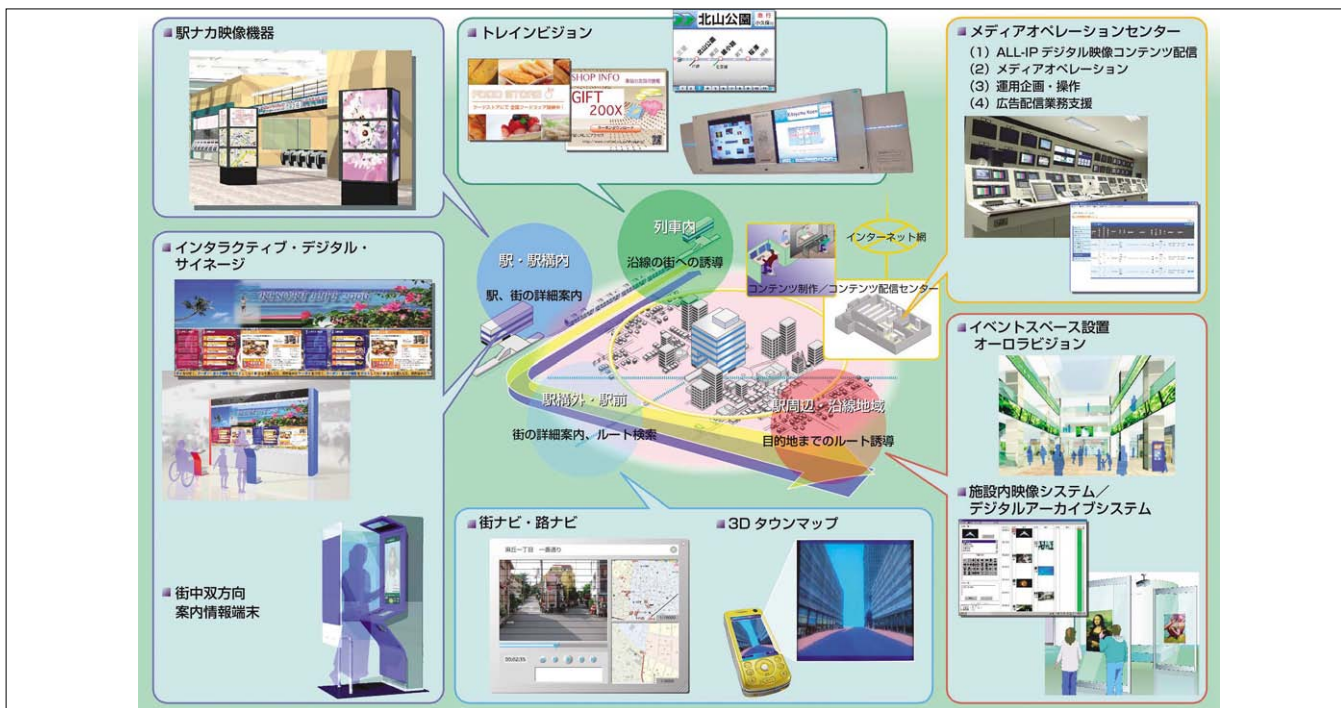 駅ナカ映像機器
トレインビジョン
FOOD STORE
SHOP INFO
GIFT
200X
北山公園
急行
メディアオペレーションセンター
（1）ALL-IP デジタル映像コンテンツ配信
（2）メディアオペレーション
（3）運用企画・操作
（4）広告配信業務支援
インタラクティブ・デジタル・
サイネージ
駅・駅構内
駅、街の詳細案内
列車内
沿線の街への誘導
インターネット網
コンテンツ制作／コンテンツ配信センター
駅構外・駅前
街の詳細案内、ルート検索
駅周辺・沿線地域
目的地までのルート誘導
イベントスペース設置
オーロラビジョン
施設内映像システム／
デジタルアーカイブシステム
街中双方向
案内情報端末
街ナビ・路ナビ
00:02:35
3D タウンマップ